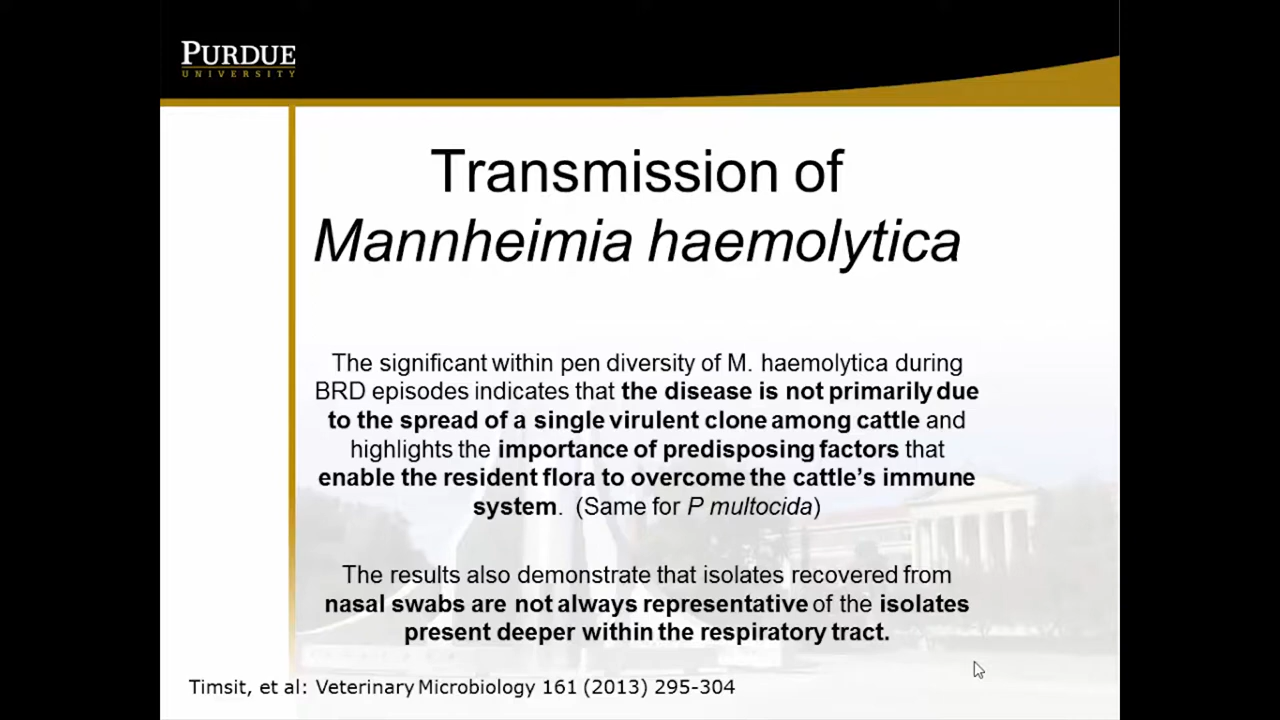 PURDUE
UNIVERSITY
Transmission of
Mannheimia haemolytica
The significant within pen diversity of M. haemolytica during
BRD episodes indicates that the disease is not primarily due
to the spread of a single virulent clone among cattle and
highlights the importance of predisposing factors that
enable the resident flora to overcome the cattle’s immune
system. (Same for P multocida)
The results also demonstrate that isolates recovered from
nasal swabs are not always representative of the isolates
present deeper within the respiratory tract.
Timsit, et al: Veterinary Microbiology 161 (2013) 295-304